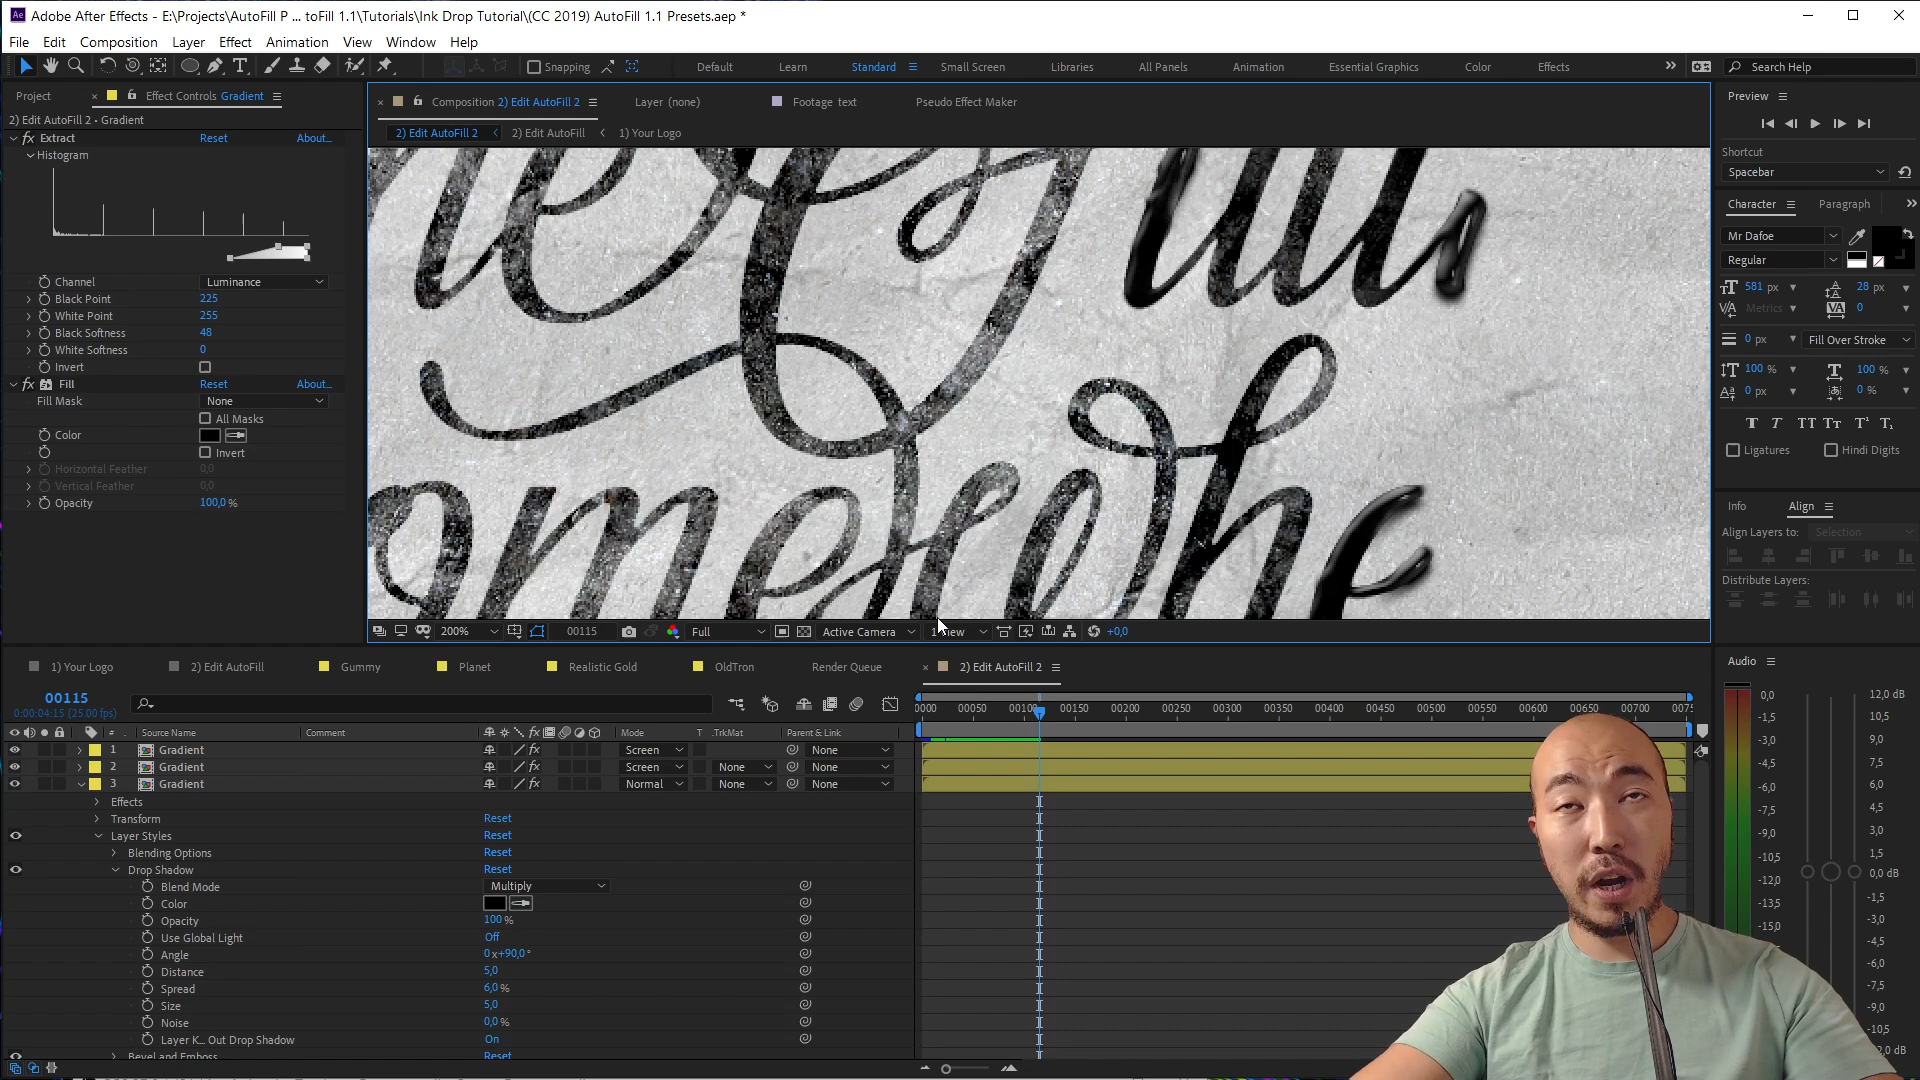 Adobe After Effects - E:\Projects\AutoFill P ... toFill 1.1\Tutorials\Ink Drop Tutorial\(CC 2019) AutoFill 1.1 Presets.aep *
File Edit Composition Layer Effect Animation View Window Help
Snapping Default Learn Standard Small Screen Libraries All Panels Animation Essential Graphics Color Effects Search Help
Project Effect Controls Gradient
2) Edit AutoFill 2 • Gradient
fx Extract Reset About...
Histogram
Channel Luminance
Black Point 225
White Point 255
Black Softness 48
White Softness 0
Invert
fx Fill Reset About...
Fill Mask None
All Masks
Color
Invert
Horizontal Feather 0,0
Vertical Feather 0,0
Opacity 100,0 %
Composition 2) Edit AutoFill 2 Layer (none) Footage text Pseudo Effect Maker
2) Edit AutoFill 2 2) Edit AutoFill 1) Your Logo
200% 00115 Full Active Camera +0,0
Preview
Shortcut
Spacebar
Character Paragraph
Mr Dafoe
Regular
581 px 28 px
Metrics 0
0 px Fill Over Stroke
100 % 100 %
0 px 0 %
Ligatures Hindi Digits
Info Align
Align Layers to: Selection
Distribute Layers:
1) Your Logo 2) Edit AutoFill Gummy Planet Realistic Gold OldTron Render Queue 2) Edit AutoFill 2
00115
0:00:04:15 (25.00 fps)
# Source Name Comment Mode T .TrkMat Parent & Link
0000 00050 00100 00150 00200 00250 00300 00350 00400 00450 00500 00550 00600 00650 00700 0075
1 Gradient Screen None
2 Gradient Screen None None
3 Gradient Normal None None
Effects
Transform Reset
Layer Styles Reset
Blending Options Reset
Drop Shadow Reset
Blend Mode Multiply
Color
Opacity 100 %
Use Global Light Off
Angle 0 x+90,0 °
Distance 5,0
Spread 6,0 %
Size 5,0
Noise 0,0 %
Layer K... Out Drop Shadow On
Bevel and Emboss Reset
Audio
0,0 12,0 dB
-1,5 10,5
-3,0 9,0
-4,5 7,5
-6,0 6,0
-7,5 4,5
-9,0 3,0
-10,5 1,5
-12,0 0,0 dB
-13,5 -1,5
-15,0 -3,0
-4,5
-6,0
-7,5
-9,0
-10,5